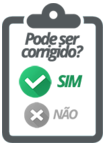 Pode ser
corrigido?
SIM
NÃO